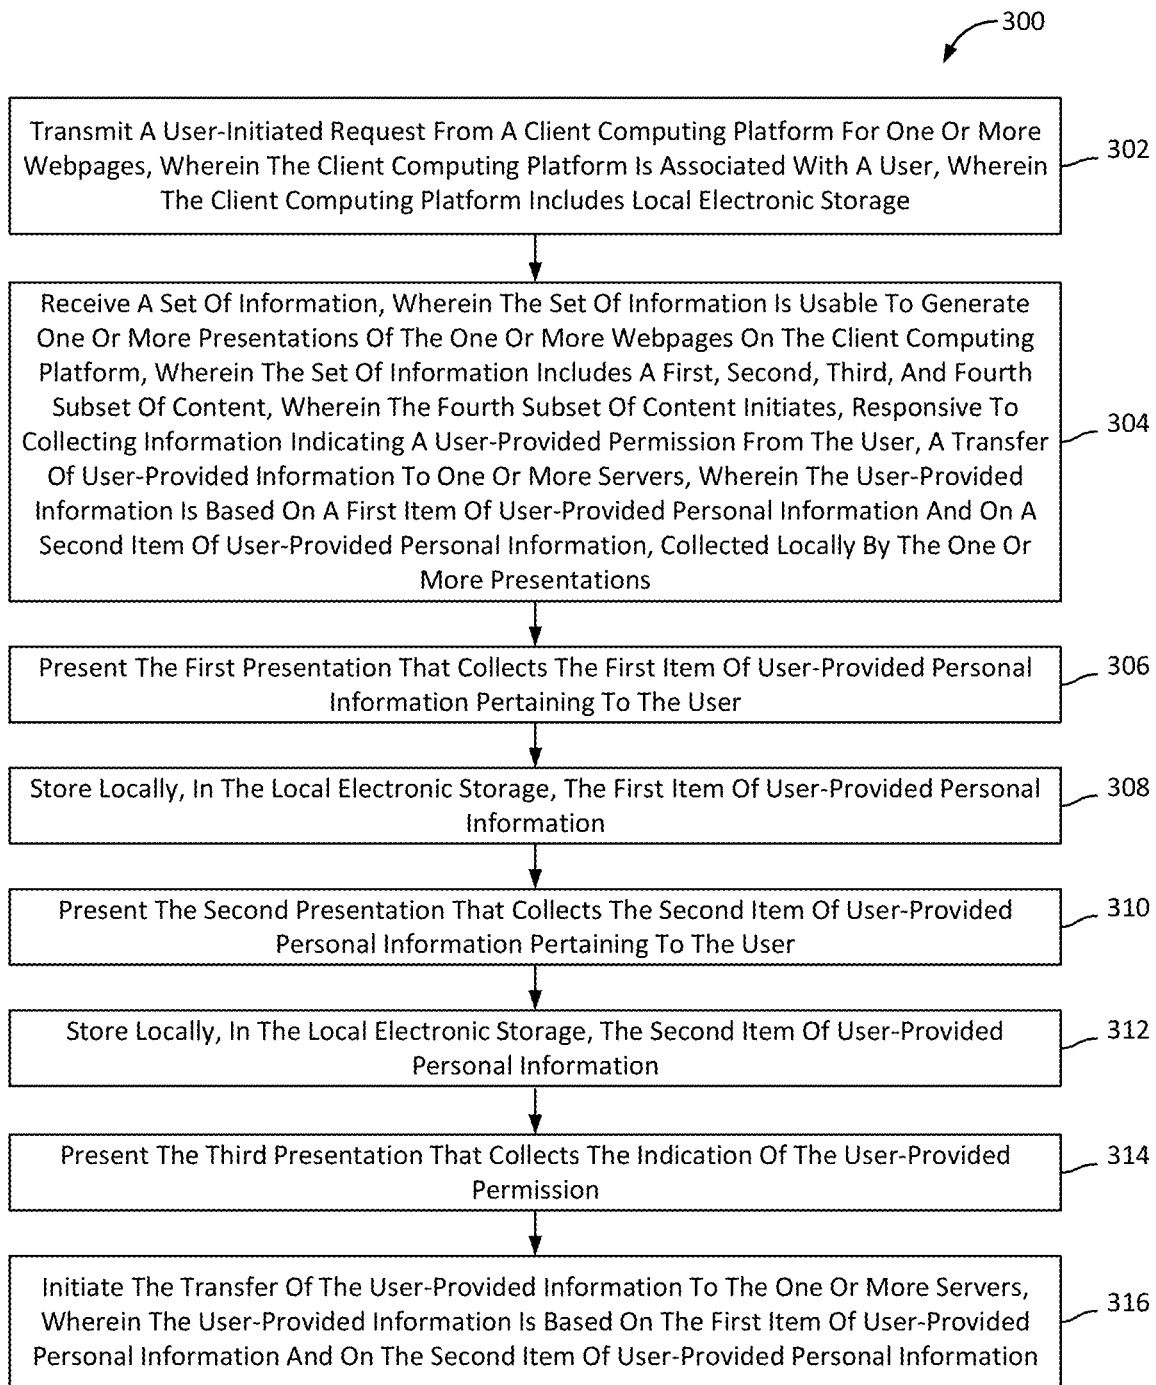 300
Transmit A User-Initiated Request From A Client Computing Platform For One Or More
Webpages, Wherein The Client Computing Platform Is Associated With A User, Wherein
The Client Computing Platform Includes Local Electronic Storage
302
Receive A Set Of Information, Wherein The Set Of Information Is Usable To Generate
One Or More Presentations Of The One Or More Webpages On The Client Computing
Platform, Wherein The Set Of Information Includes A First, Second, Third, And Fourth
Subset Of Content, Wherein The Fourth Subset Of Content Initiates, Responsive To
Collecting Information Indicating A User-Provided Permission From The User, A Transfer
Of User-Provided Information To One Or More Servers, Wherein The User-Provided
Information Is Based On A First Item Of User-Provided Personal Information And On A
Second Item Of User-Provided Personal Information, Collected Locally By The One Or
More Presentations
304
Present The First Presentation That Collects The First Item Of User-Provided Personal
Information Pertaining To The User
306
Store Locally, In The Local Electronic Storage, The First Item Of User-Provided Personal
Information
308
Present The Second Presentation That Collects The Second Item Of User-Provided
Personal Information Pertaining To The User
310
Store Locally, In The Local Electronic Storage, The Second Item Of User-Provided
Personal Information
312
Present The Third Presentation That Collects The Indication Of The User-Provided
Permission
314
Initiate The Transfer Of The User-Provided Information To The One Or More Servers,
Wherein The User-Provided Information Is Based On The First Item Of User-Provided
Personal Information And On The Second Item Of User-Provided Personal Information
316